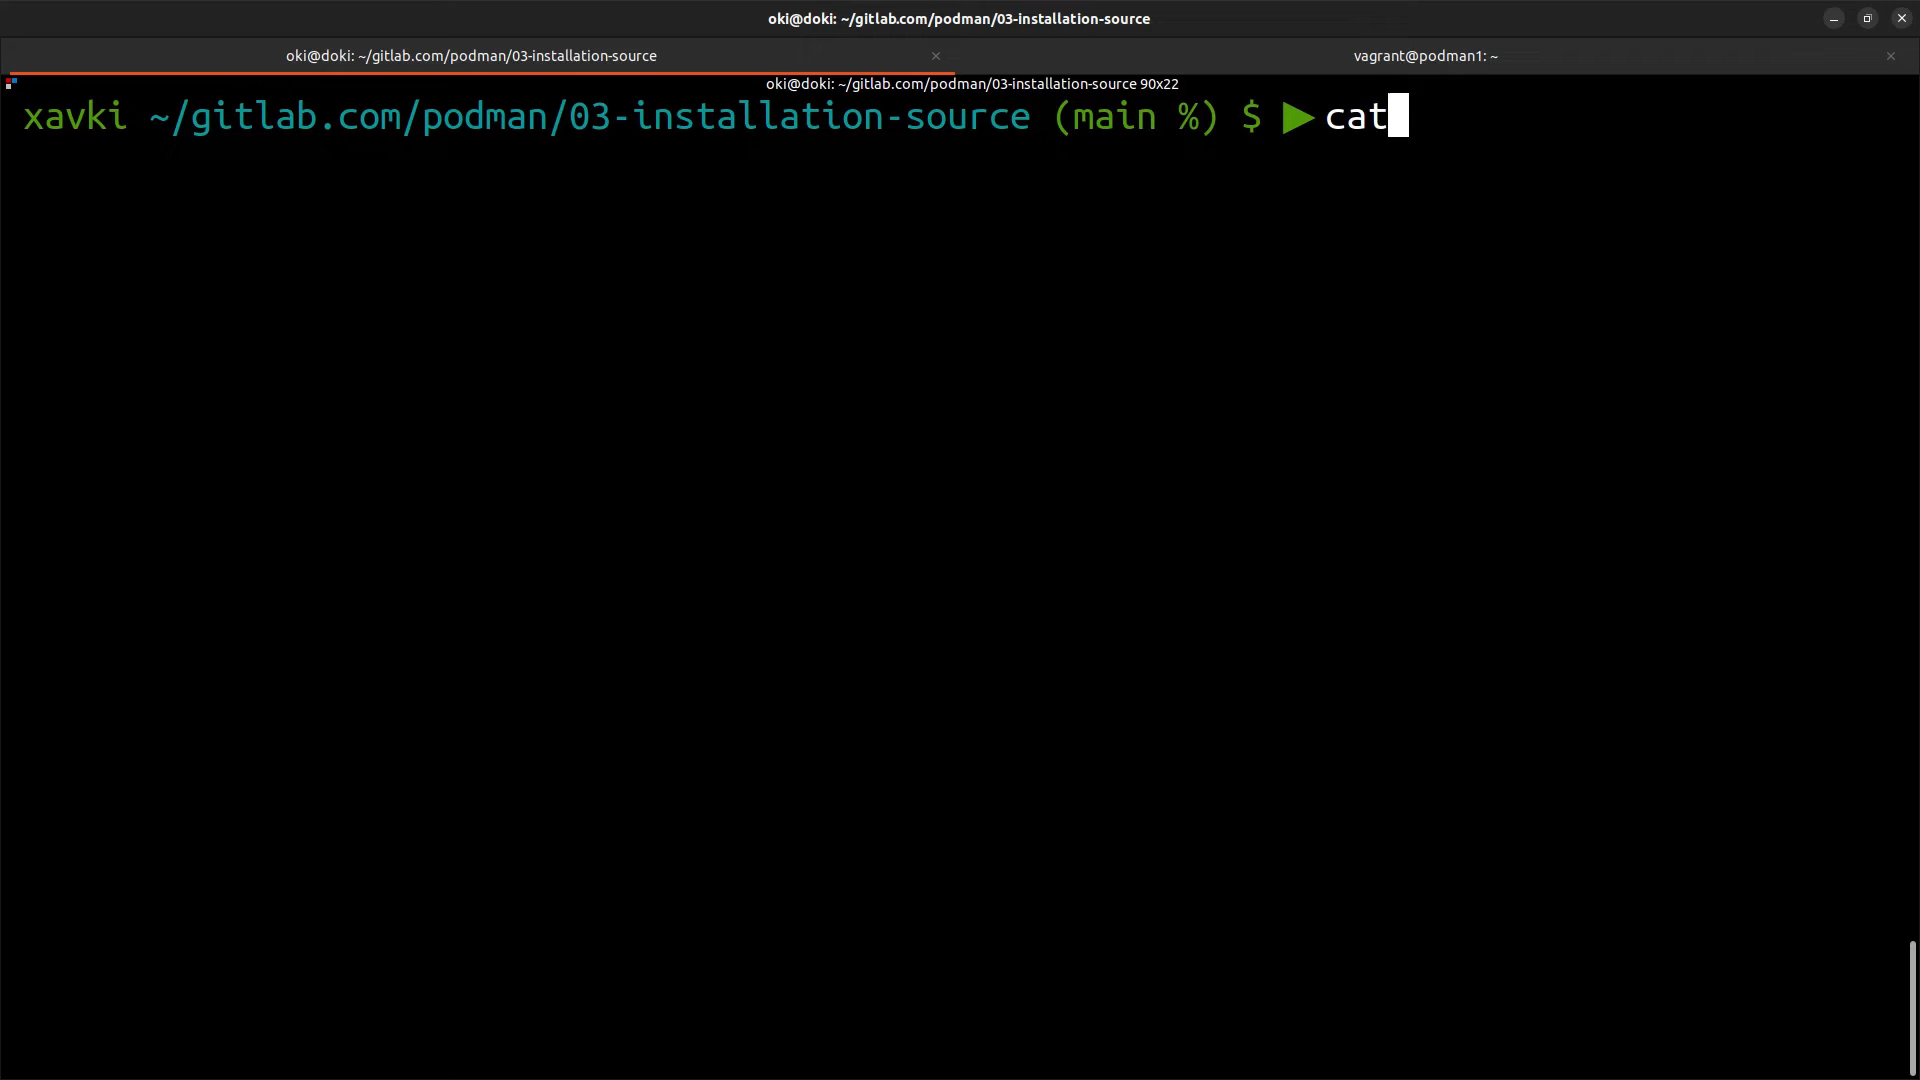 oki@doki: ~/gitlab.com/podman/03-installation-source
oki@doki: ~/gitlab.com/podman/03-installation-source × vagrant@podman1: ~ ×
oki@doki: ~/gitlab.com/podman/03-installation-source 90x22
xavki ~/gitlab.com/podman/03-installation-source (main %) $ ▶cat